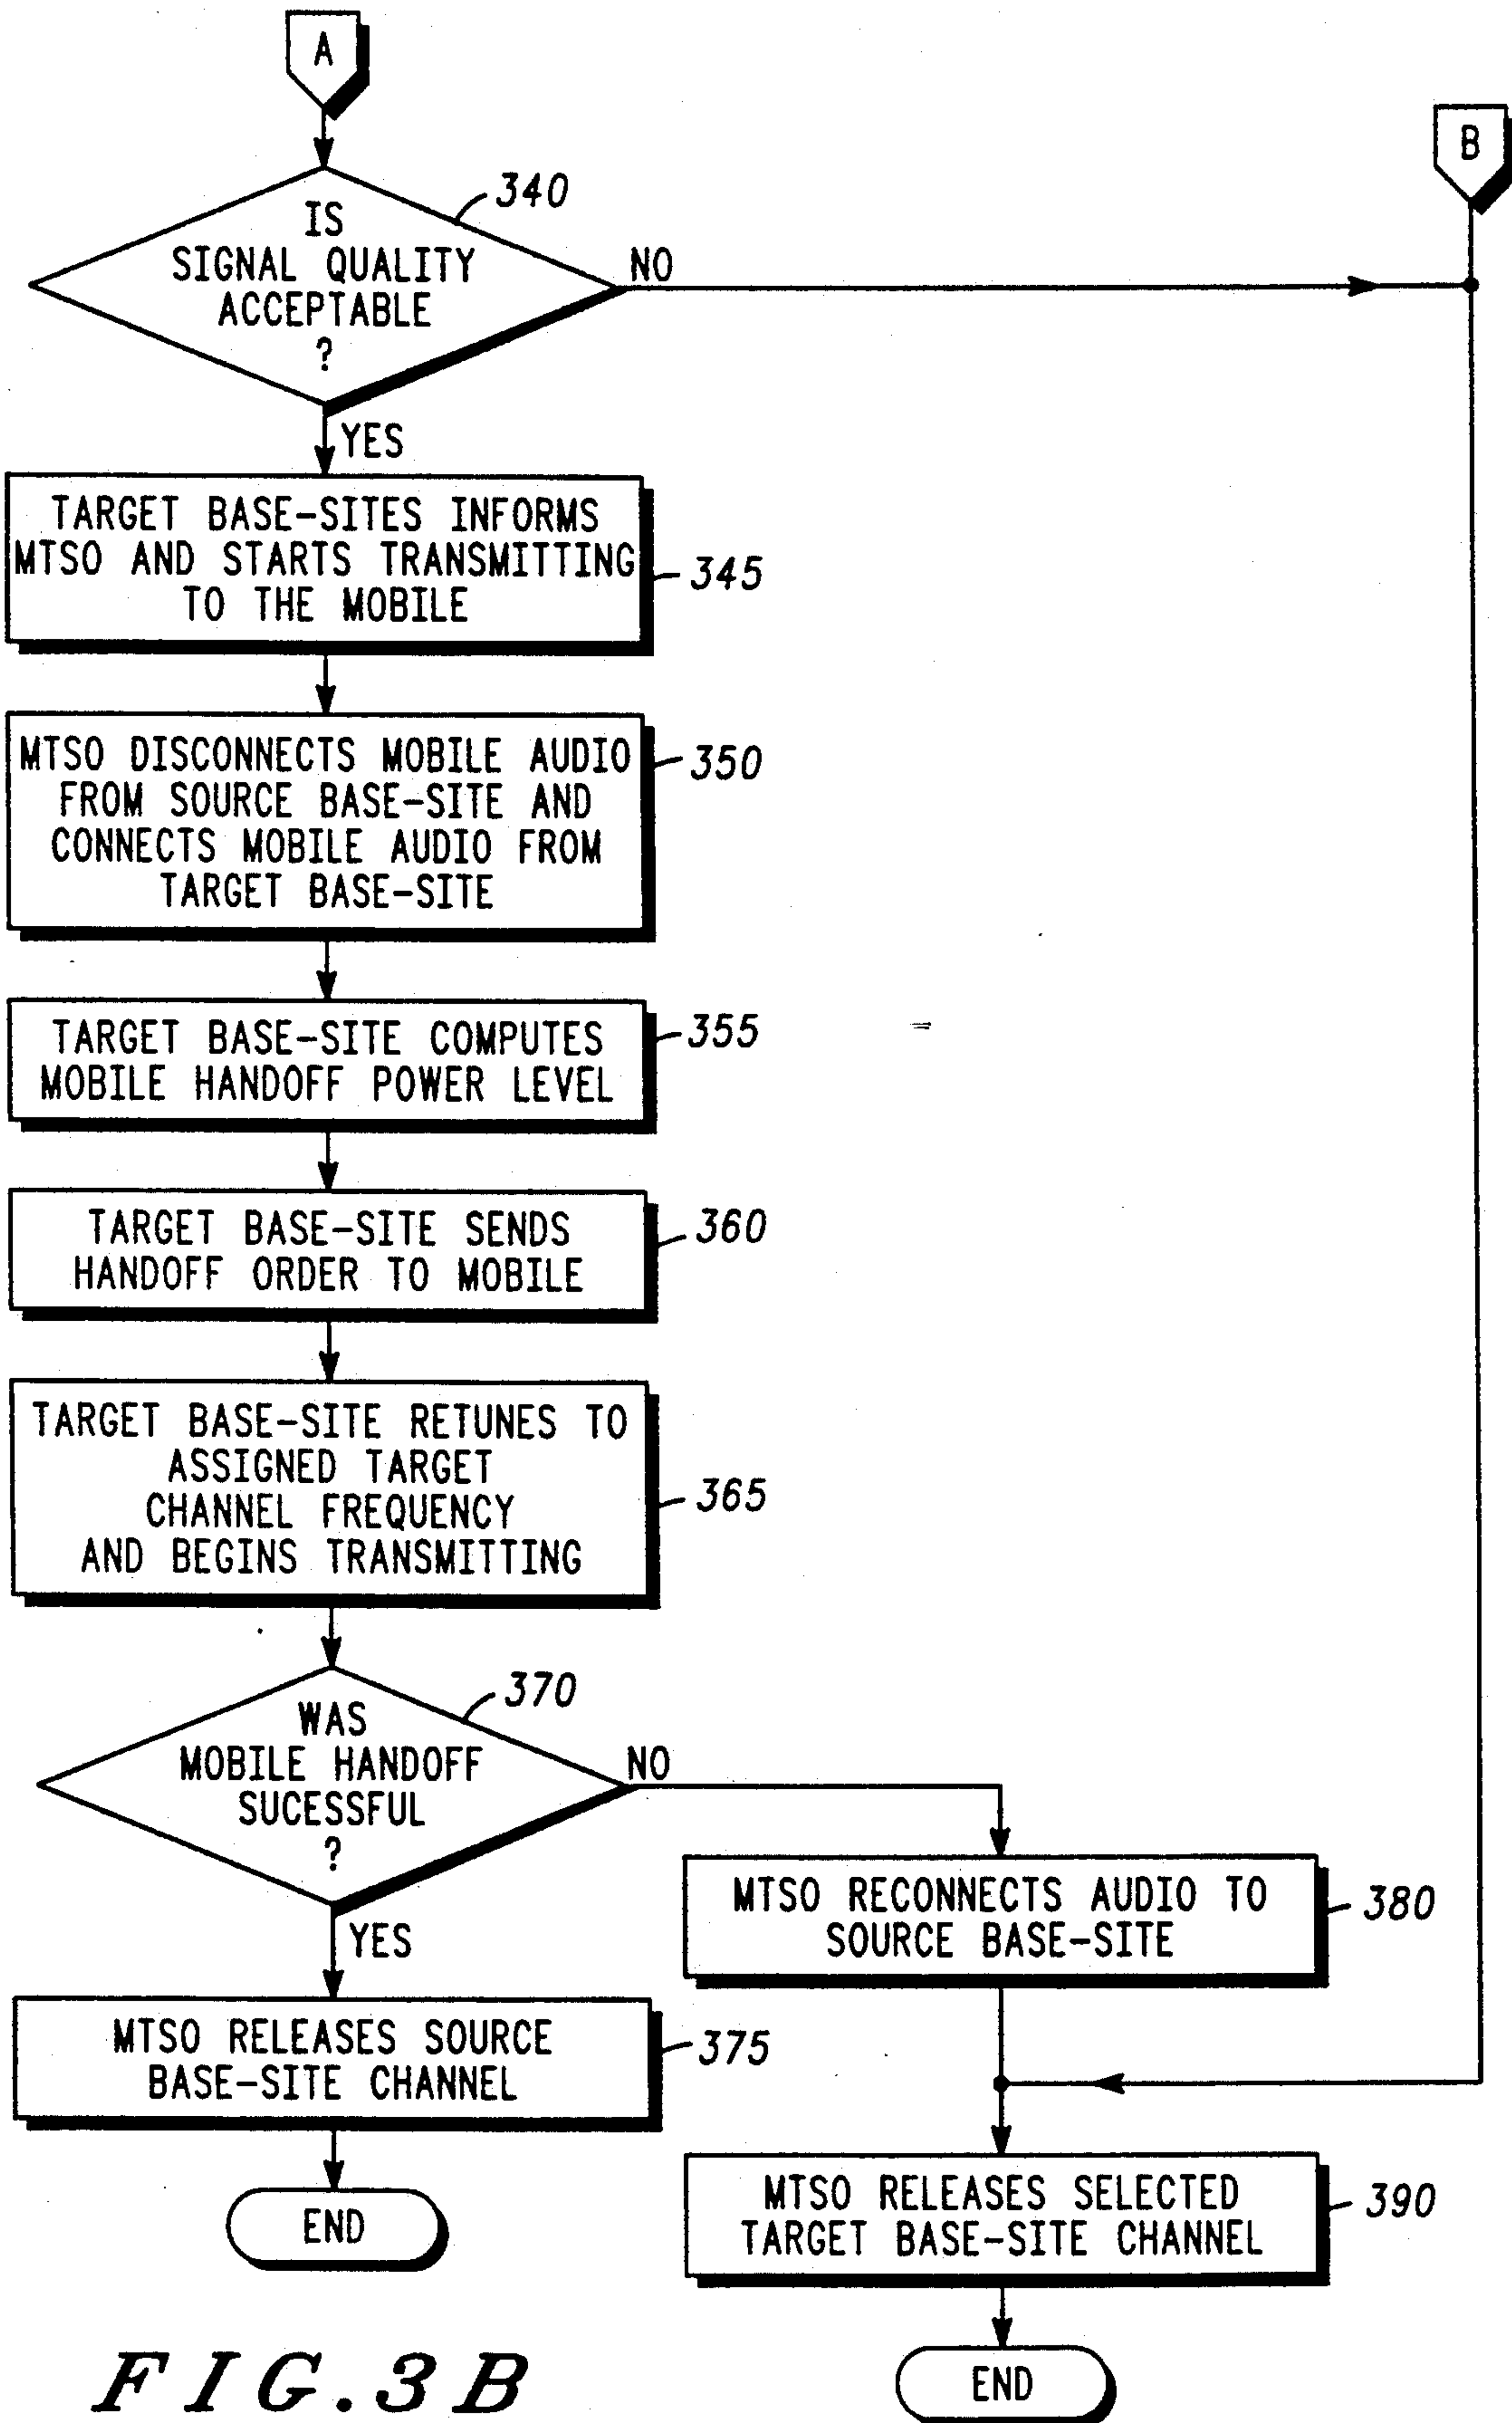 A
B
340
IS
SIGNAL QUALITY
ACCEPTABLE
?
NO
YES
TARGET BASE-SITES INFORMS
MTSO AND STARTS TRANSMITTING
TO THE MOBILE
345
MTSO DISCONNECTS MOBILE AUDIO
FROM SOURCE BASE-SITE AND
CONNECTS MOBILE AUDIO FROM
TARGET BASE-SITE
350
TARGET BASE-SITE COMPUTES
MOBILE HANDOFF POWER LEVEL
355
TARGET BASE-SITE SENDS
HANDOFF ORDER TO MOBILE
360
TARGET BASE-SITE RETUNES TO
ASSIGNED TARGET
CHANNEL FREQUENCY
AND BEGINS TRANSMITTING
365
370
WAS
MOBILE HANDOFF
SUCESSFUL
?
NO
YES
MTSO RECONNECTS AUDIO TO
SOURCE BASE-SITE
380
MTSO RELEASES SOURCE
BASE-SITE CHANNEL
375
END
MTSO RELEASES SELECTED
TARGET BASE-SITE CHANNEL
390
END
FIG.3B